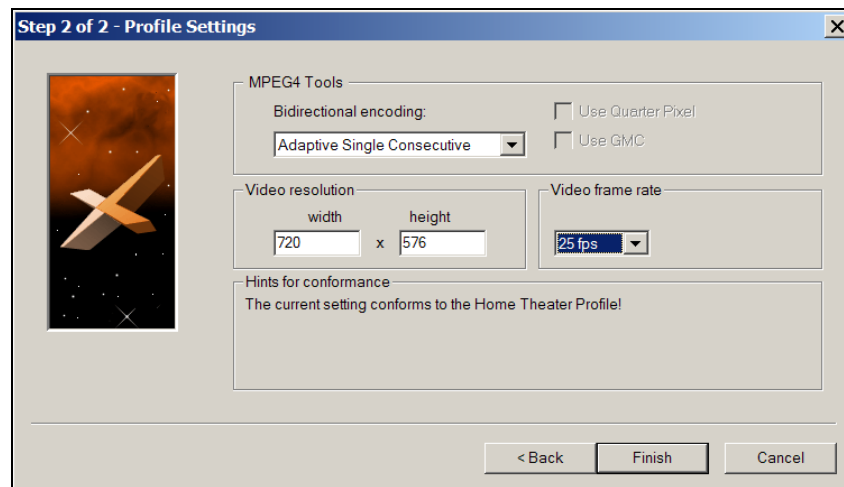 Step 2 of 2 - Profile Settings
MPEG4 Tools
Bidirectional encoding:
Adaptive Single Consecutive
Use Quarter Pixel
Use GMC
Video resolution
width height
720 x 576
Video frame rate
25 fps
Hints for conformance
The current setting conforms to the Home Theater Profile!
< Back Finish Cancel